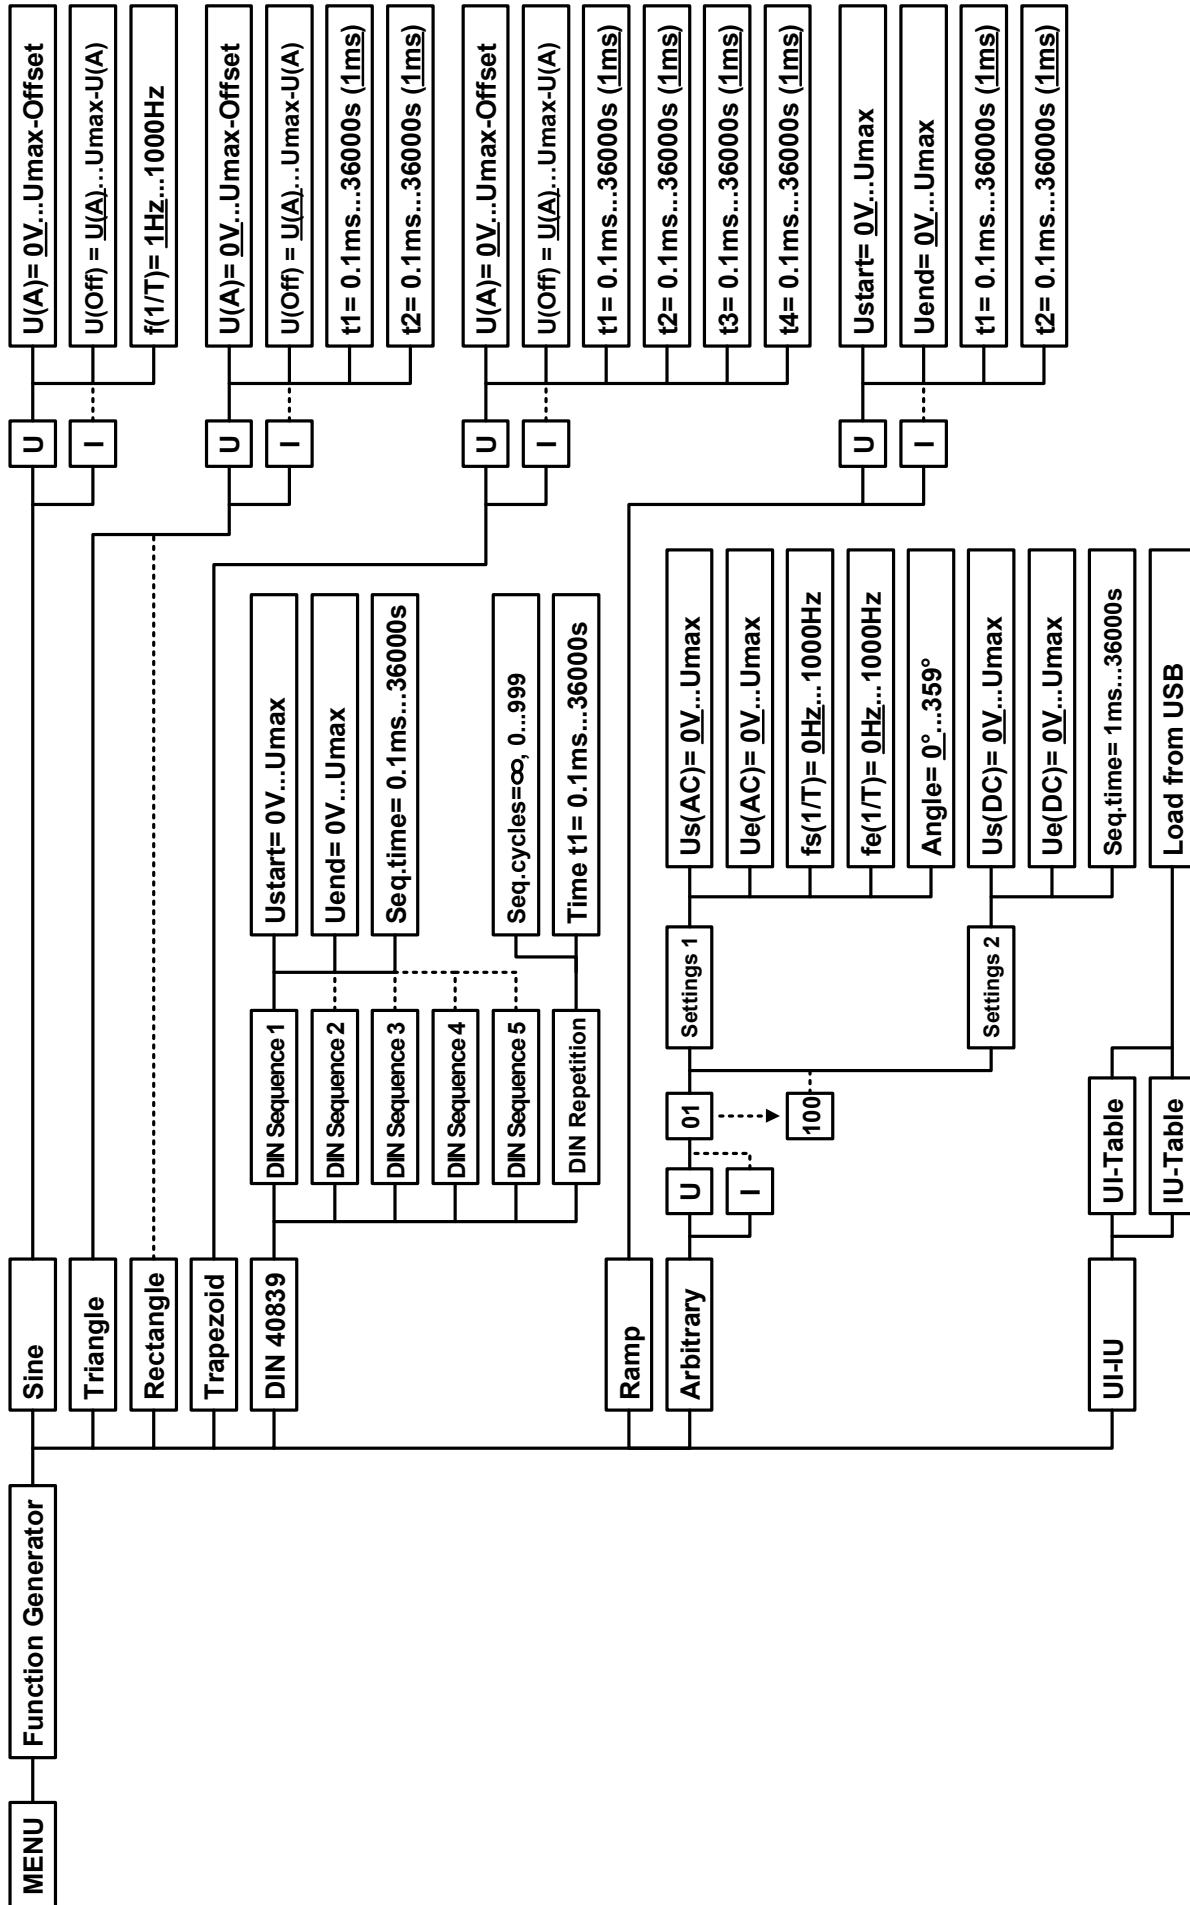 MENU
Function Generator
Sine
U
U(A)= 0V...Umax-Offset
I
U(Off) = U(A)...Umax-U(A)
f(1/T)= 1Hz...1000Hz
Triangle
Rectangle
U
U(A)= 0V...Umax-Offset
I
U(Off) = U(A)...Umax-U(A)
t1= 0.1ms...36000s (1ms)
t2= 0.1ms...36000s (1ms)
Trapezoid
U
U(A)= 0V...Umax-Offset
I
U(Off) = U(A)...Umax-U(A)
t1= 0.1ms...36000s (1ms)
t2= 0.1ms...36000s (1ms)
t3= 0.1ms...36000s (1ms)
t4= 0.1ms...36000s (1ms)
DIN 40839
DIN Sequence 1
Ustart= 0V...Umax
DIN Sequence 2
Uend= 0V...Umax
DIN Sequence 3
Seq.time= 0.1ms...36000s
DIN Sequence 4
DIN Sequence 5
Seq.cycles=∞, 0...999
DIN Repetition
Time t1= 0.1ms...36000s
Ramp
U
Ustart= 0V...Umax
I
Uend= 0V...Umax
t1= 0.1ms...36000s (1ms)
t2= 0.1ms...36000s (1ms)
Arbitrary
U
I
01
100
Settings 1
Us(AC)= 0V...Umax
Ue(AC)= 0V...Umax
fs(1/T)= 0Hz...1000Hz
fe(1/T)= 0Hz...1000Hz
Angle= 0°...359°
Settings 2
Us(DC)= 0V...Umax
Ue(DC)= 0V...Umax
Seq.time= 1ms...36000s
UI-IU
UI-Table
IU-Table
Load from USB